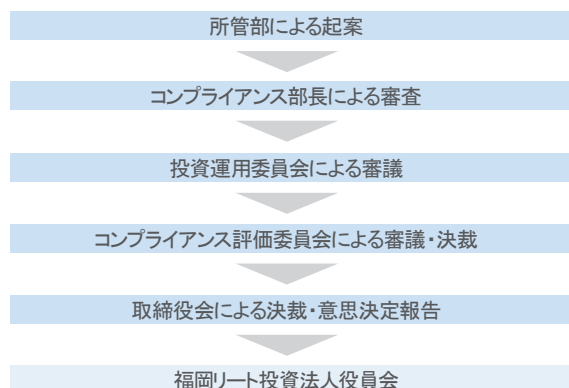 所管部による起案
コンプライアンス部長による審査
投資運用委員会による審議
コンプライアンス評価委員会による審議・決裁
取締役会による決裁・意思決定報告
福岡リート投資法人役員会